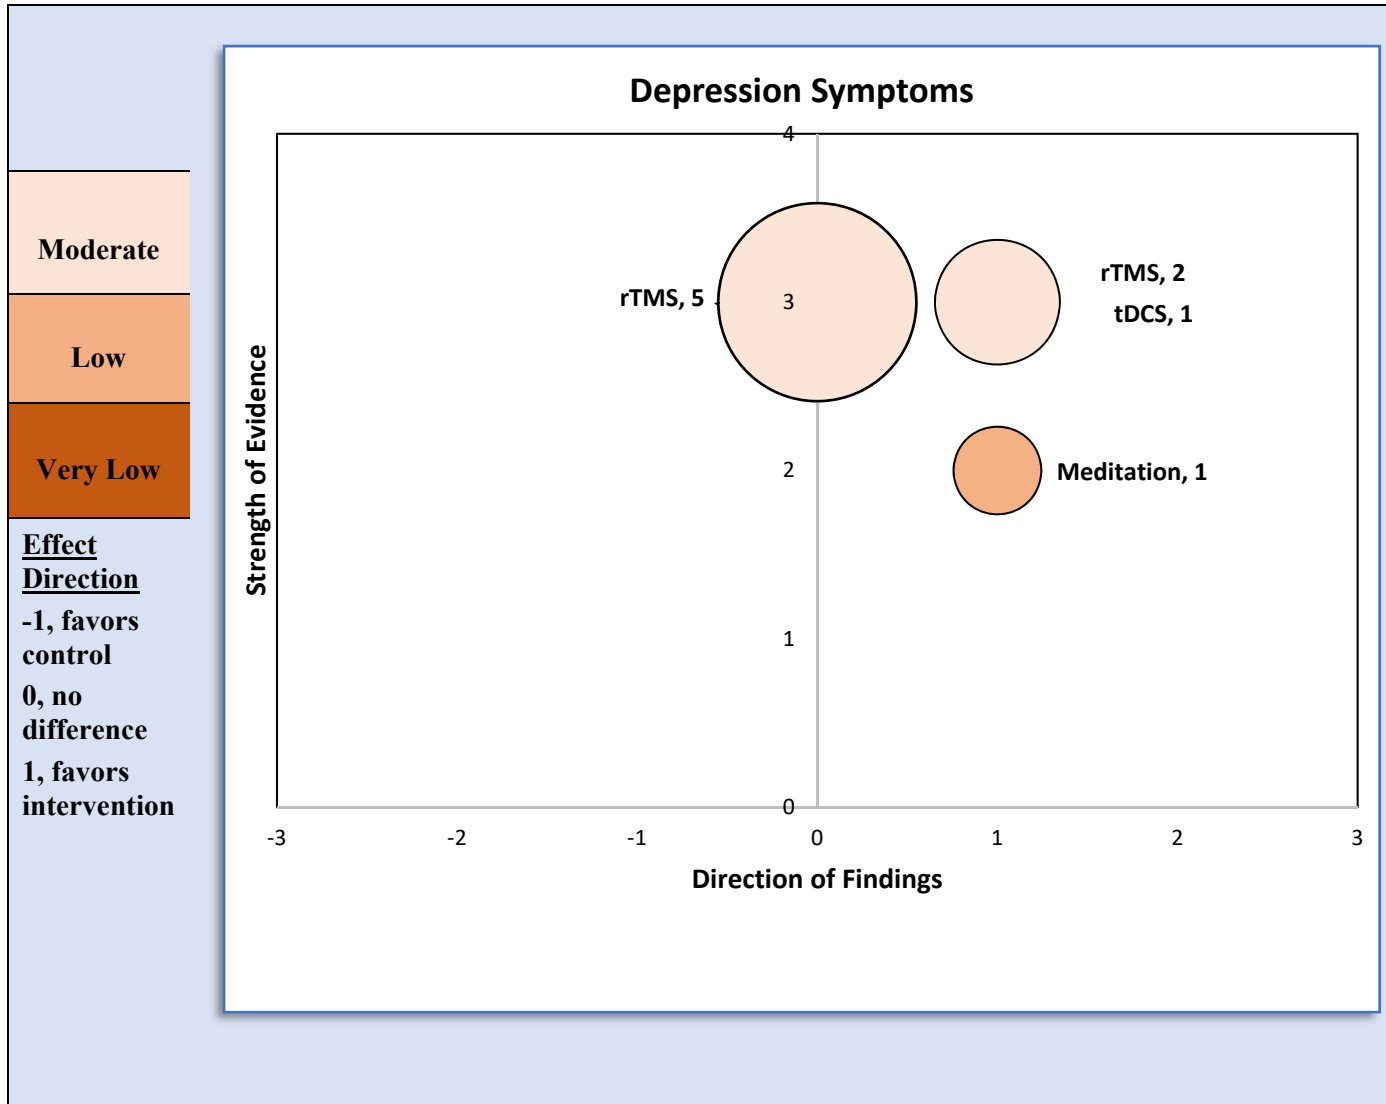 Depression Symptoms
Moderate
Low
Very Low
Effect
Direction
-1, favors
control
0, no
difference
1, favors
intervention
Strength of Evidence
4
3
2
1
0
rTMS, 5
rTMS, 2
tDCS, 1
Meditation, 1
-3
-2
-1
0
1
2
3
Direction of Findings